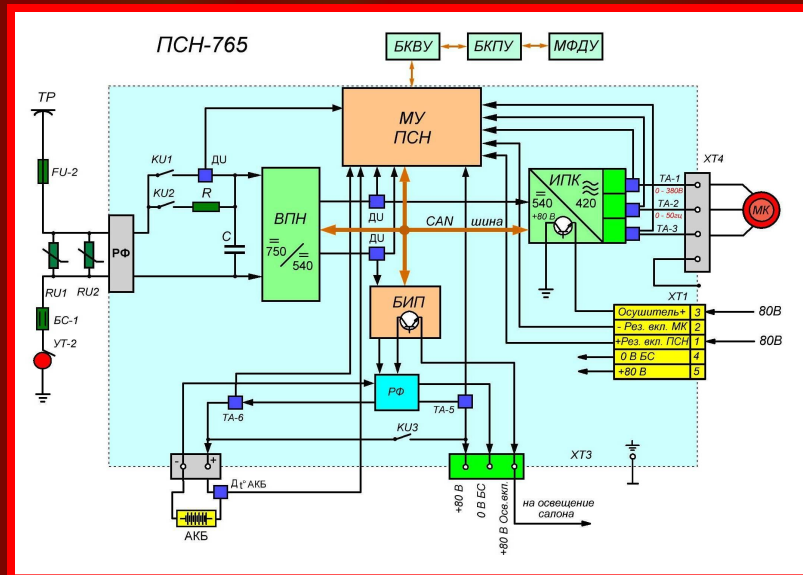 ПСН-765
БКВУ
БКПУ
МФДУ
ТР
МУ
ПСН
FU-2
KU1
ДU
KU2
R
ВПН
750
540
C
РФ
RU1
RU2
БС-1
УТ-2
ДU
CAN шина
ДU
ИПК
540
420
+80 В
ТА-1
0 - 380В
ТА-2
0 - 50гц
ТА-3
ХТ4
МК
ХТ1
Осушитель+ 3
80В
- Рез. вкл. МК 2
+Рез. вкл. ПСН 1
80В
0 В БС 4
+80 В 5
БИП
РФ
ТА-6
ТА-5
KU3
ХТ3
- +
Дt° АКБ
АКБ
+80 В
0 В БС
+80 В Осв.вкл.
на освещение
салона